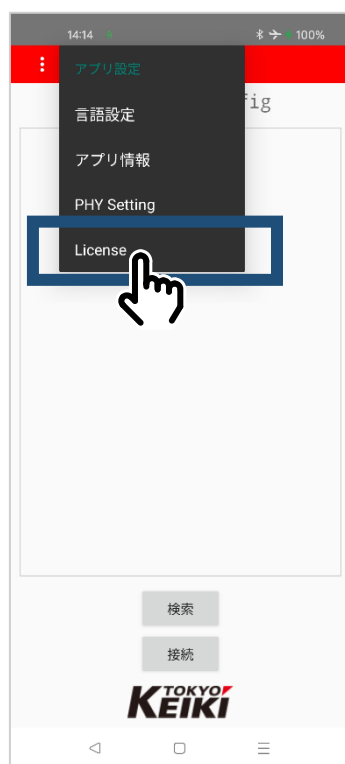 14:14
100%
アプリ設定
fig
言語設定
アプリ情報
PHY Setting
License
検索
接続
TOKYO
KEIKI